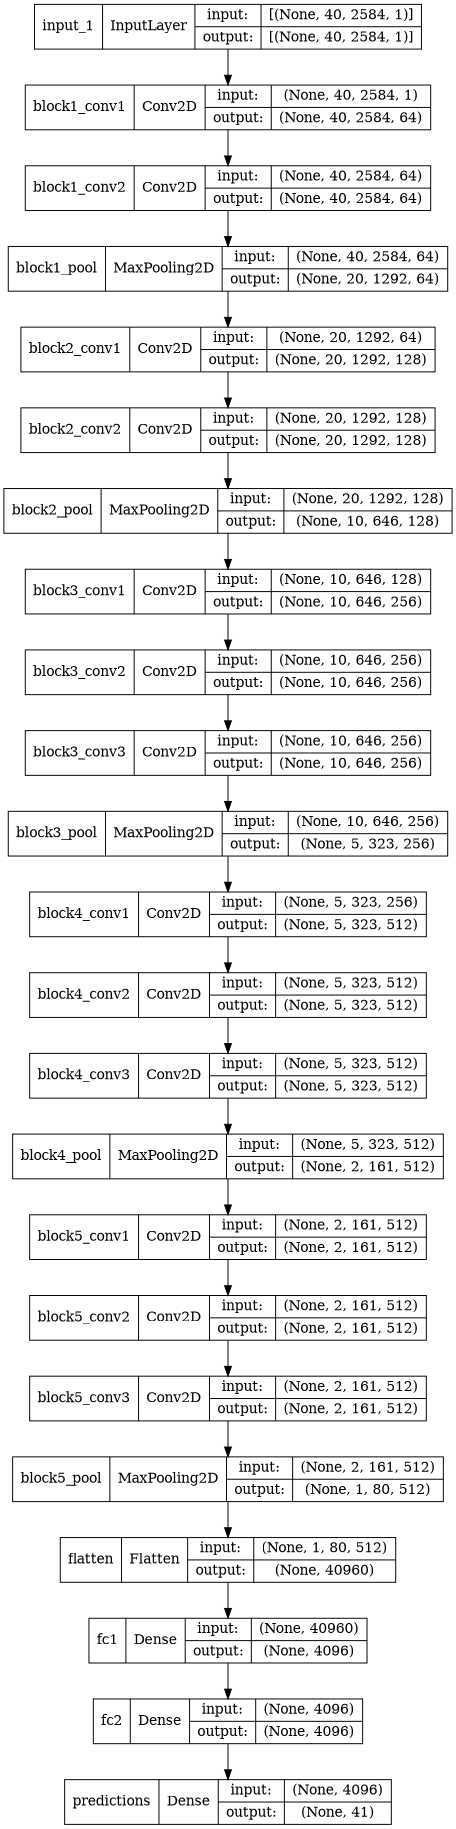 input_1 InputLayer input: [(None, 40, 2584, 1)]
output: [(None, 40, 2584, 1)]
block1_conv1 Conv2D input: (None, 40, 2584, 1)
output: (None, 40, 2584, 64)
block1_conv2 Conv2D input: (None, 40, 2584, 64)
output: (None, 40, 2584, 64)
block1_pool MaxPooling2D input: (None, 40, 2584, 64)
output: (None, 20, 1292, 64)
block2_conv1 Conv2D input: (None, 20, 1292, 64)
output: (None, 20, 1292, 128)
block2_conv2 Conv2D input: (None, 20, 1292, 128)
output: (None, 20, 1292, 128)
block2_pool MaxPooling2D input: (None, 20, 1292, 128)
output: (None, 10, 646, 128)
block3_conv1 Conv2D input: (None, 10, 646, 128)
output: (None, 10, 646, 256)
block3_conv2 Conv2D input: (None, 10, 646, 256)
output: (None, 10, 646, 256)
block3_conv3 Conv2D input: (None, 10, 646, 256)
output: (None, 10, 646, 256)
block3_pool MaxPooling2D input: (None, 10, 646, 256)
output: (None, 5, 323, 256)
block4_conv1 Conv2D input: (None, 5, 323, 256)
output: (None, 5, 323, 512)
block4_conv2 Conv2D input: (None, 5, 323, 512)
output: (None, 5, 323, 512)
block4_conv3 Conv2D input: (None, 5, 323, 512)
output: (None, 5, 323, 512)
block4_pool MaxPooling2D input: (None, 5, 323, 512)
output: (None, 2, 161, 512)
block5_conv1 Conv2D input: (None, 2, 161, 512)
output: (None, 2, 161, 512)
block5_conv2 Conv2D input: (None, 2, 161, 512)
output: (None, 2, 161, 512)
block5_conv3 Conv2D input: (None, 2, 161, 512)
output: (None, 2, 161, 512)
block5_pool MaxPooling2D input: (None, 2, 161, 512)
output: (None, 1, 80, 512)
flatten Flatten input: (None, 1, 80, 512)
output: (None, 40960)
fc1 Dense input: (None, 40960)
output: (None, 4096)
fc2 Dense input: (None, 4096)
output: (None, 4096)
predictions Dense input: (None, 4096)
output: (None, 41)